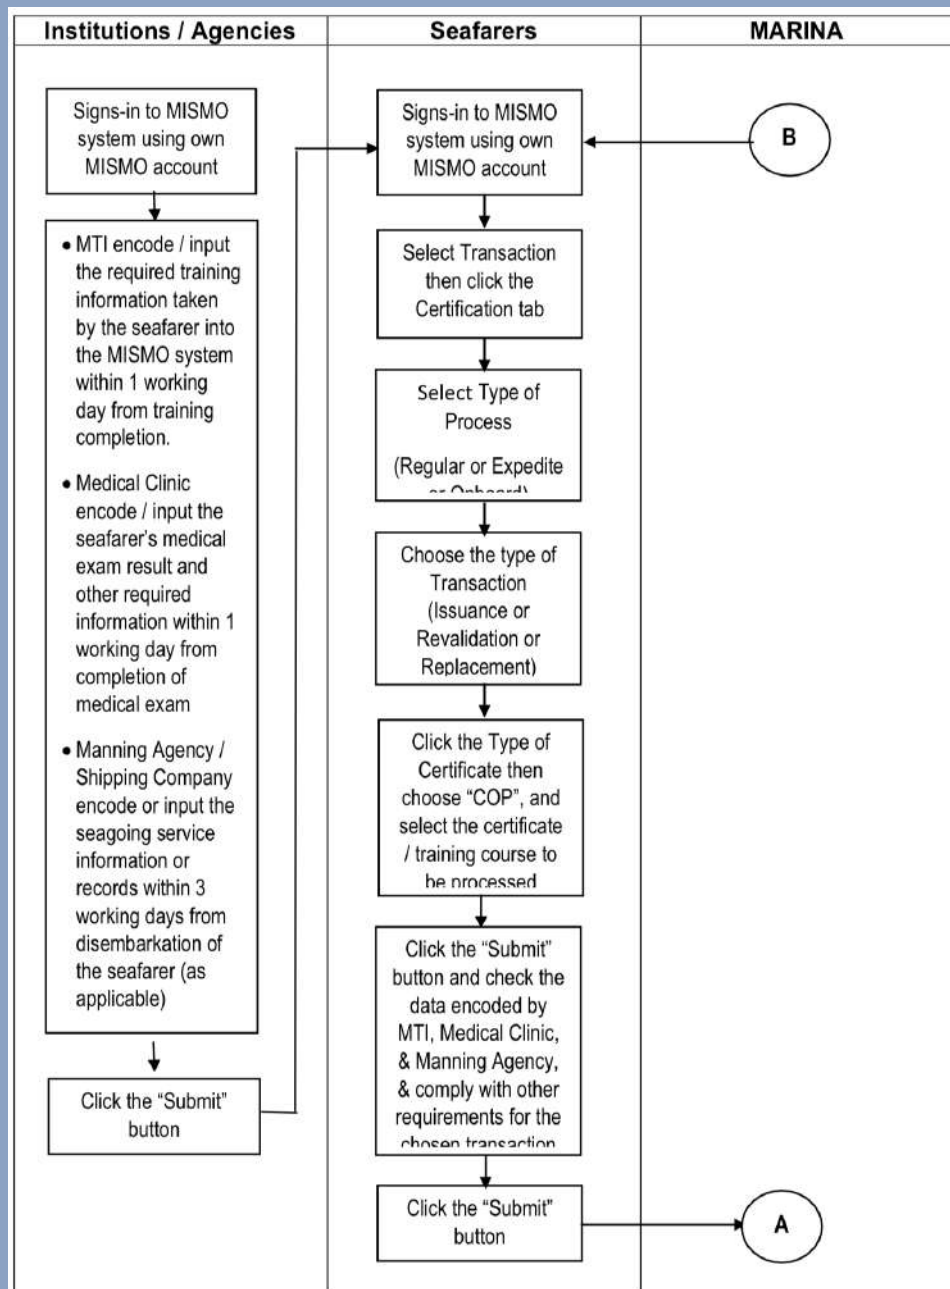 Institutions / Agencies
Seafarers
MARINA
Signs-in to MISMO
system using own
MISMO account
• MTI encode / input
the required training
information taken
by the seafarer into
the MISMO system
within 1 working
day from training
completion.
• Medical Clinic
encode / input the
seafarer's medical
exam result and
other required
information within 1
working day from
completion of
medical exam
• Manning Agency /
Shipping Company
encode or input the
seagoing service
information or
records within 3
working days from
disembarkation of
the seafarer (as
applicable)
Click the “Submit”
button
Signs-in to MISMO
system using own
MISMO account
Select Transaction
then click the
Certification tab
Select Type of
Process
(Regular or Expedite
or Onboard)
Choose the type of
Transaction
(Issuance or
Revalidation or
Replacement)
Click the Type of
Certificate then
choose “COP”, and
select the certificate
/ training course to
be processed
Click the “Submit”
button and check the
data encoded by
MTI, Medical Clinic,
& Manning Agency,
& comply with other
requirements for the
chosen transaction
Click the “Submit”
button
B
A